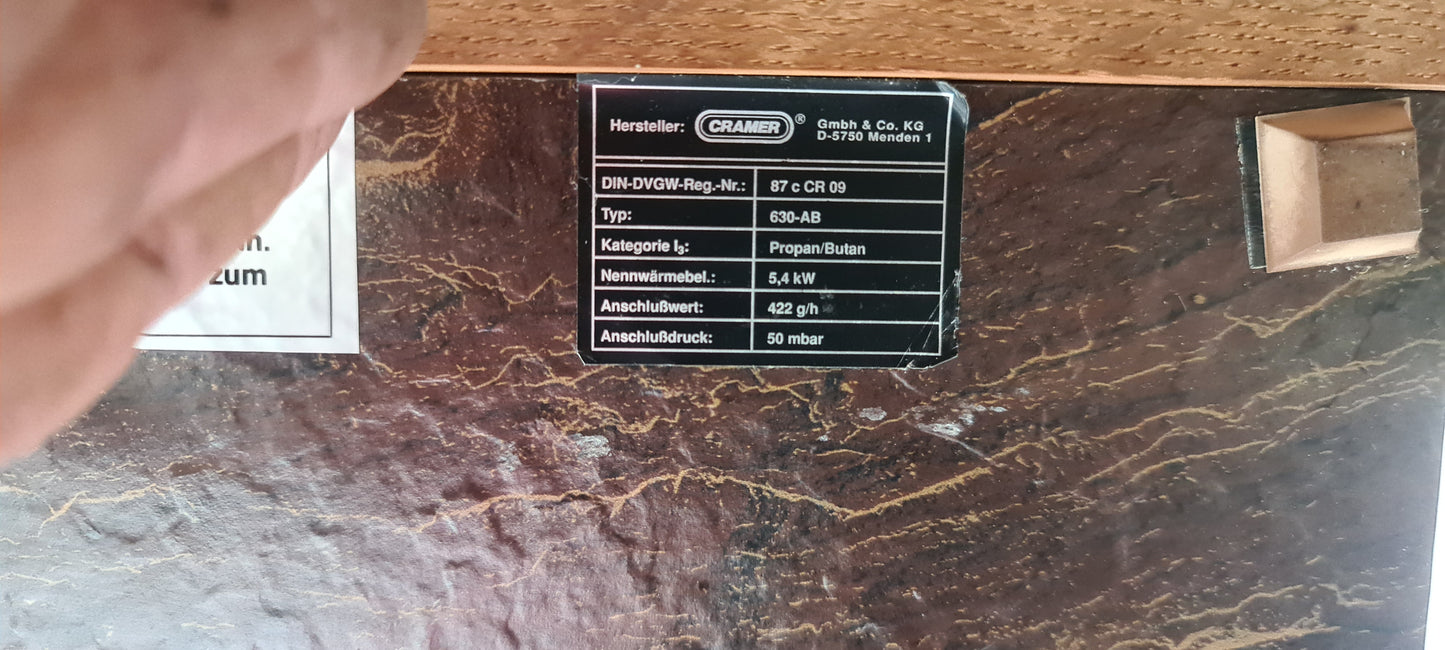 Hersteller: CRAMER® Gmbh & Co. KG
D-5750 Menden 1
DIN-DVGW-Reg.-Nr.: 87 c CR 09
Typ: 630-AB
Kategorie I₃: Propan/Butan
Nennwärmebel.: 5,4 kW
Anschlußwert: 422 g/h
Anschlußdruck: 50 mbar
zum